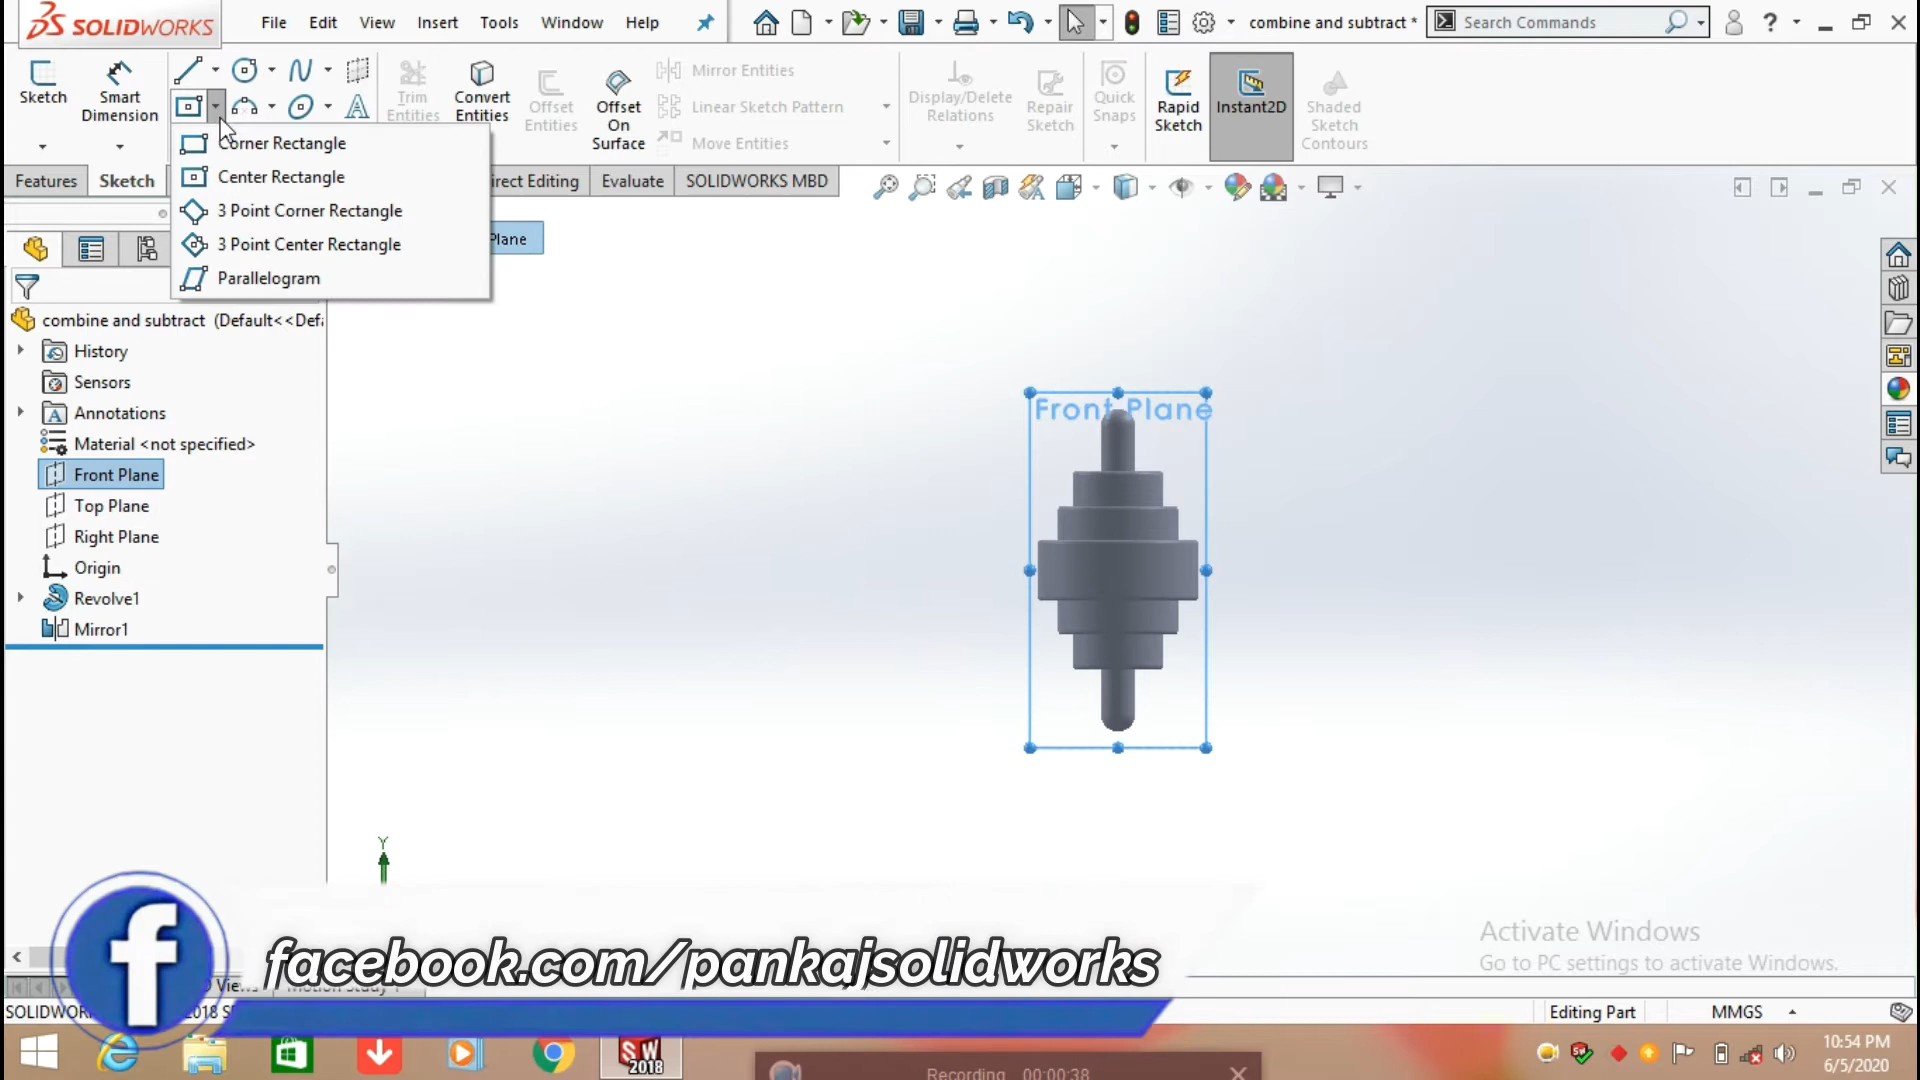 SOLIDWORKS
File Edit View Insert Tools Window Help
combine and subtract *
Search Commands
Sketch
Smart Dimension
Trim Entities
Convert Entities
Offset Entities
Offset On Surface
Mirror Entities
Linear Sketch Pattern
Move Entities
Display/Delete Relations
Repair Sketch
Quick Snaps
Rapid Sketch
Instant2D
Shaded Sketch Contours
Corner Rectangle
Center Rectangle
3 Point Corner Rectangle
3 Point Center Rectangle
Parallelogram
Features
Sketch
irect Editing
Evaluate
SOLIDWORKS MBD
Plane
combine and subtract (Default<<Def
History
Sensors
Annotations
Material <not specified>
Front Plane
Top Plane
Right Plane
Origin
Revolve1
Mirror1
Front Plane
Y
Activate Windows
Go to PC settings to activate Windows.
facebook.com/pankajsolidworks
Editing Part
MMGS
SW 2018
Recording 00:00:38
10:54 PM
6/5/2020